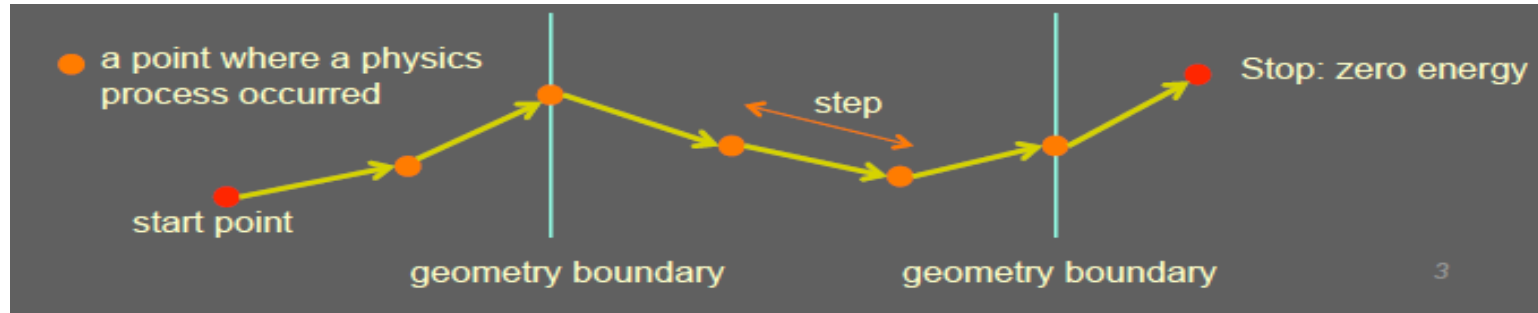 a point where a physics
process occurred
step
Stop: zero energy
start point
geometry boundary
geometry boundary
3